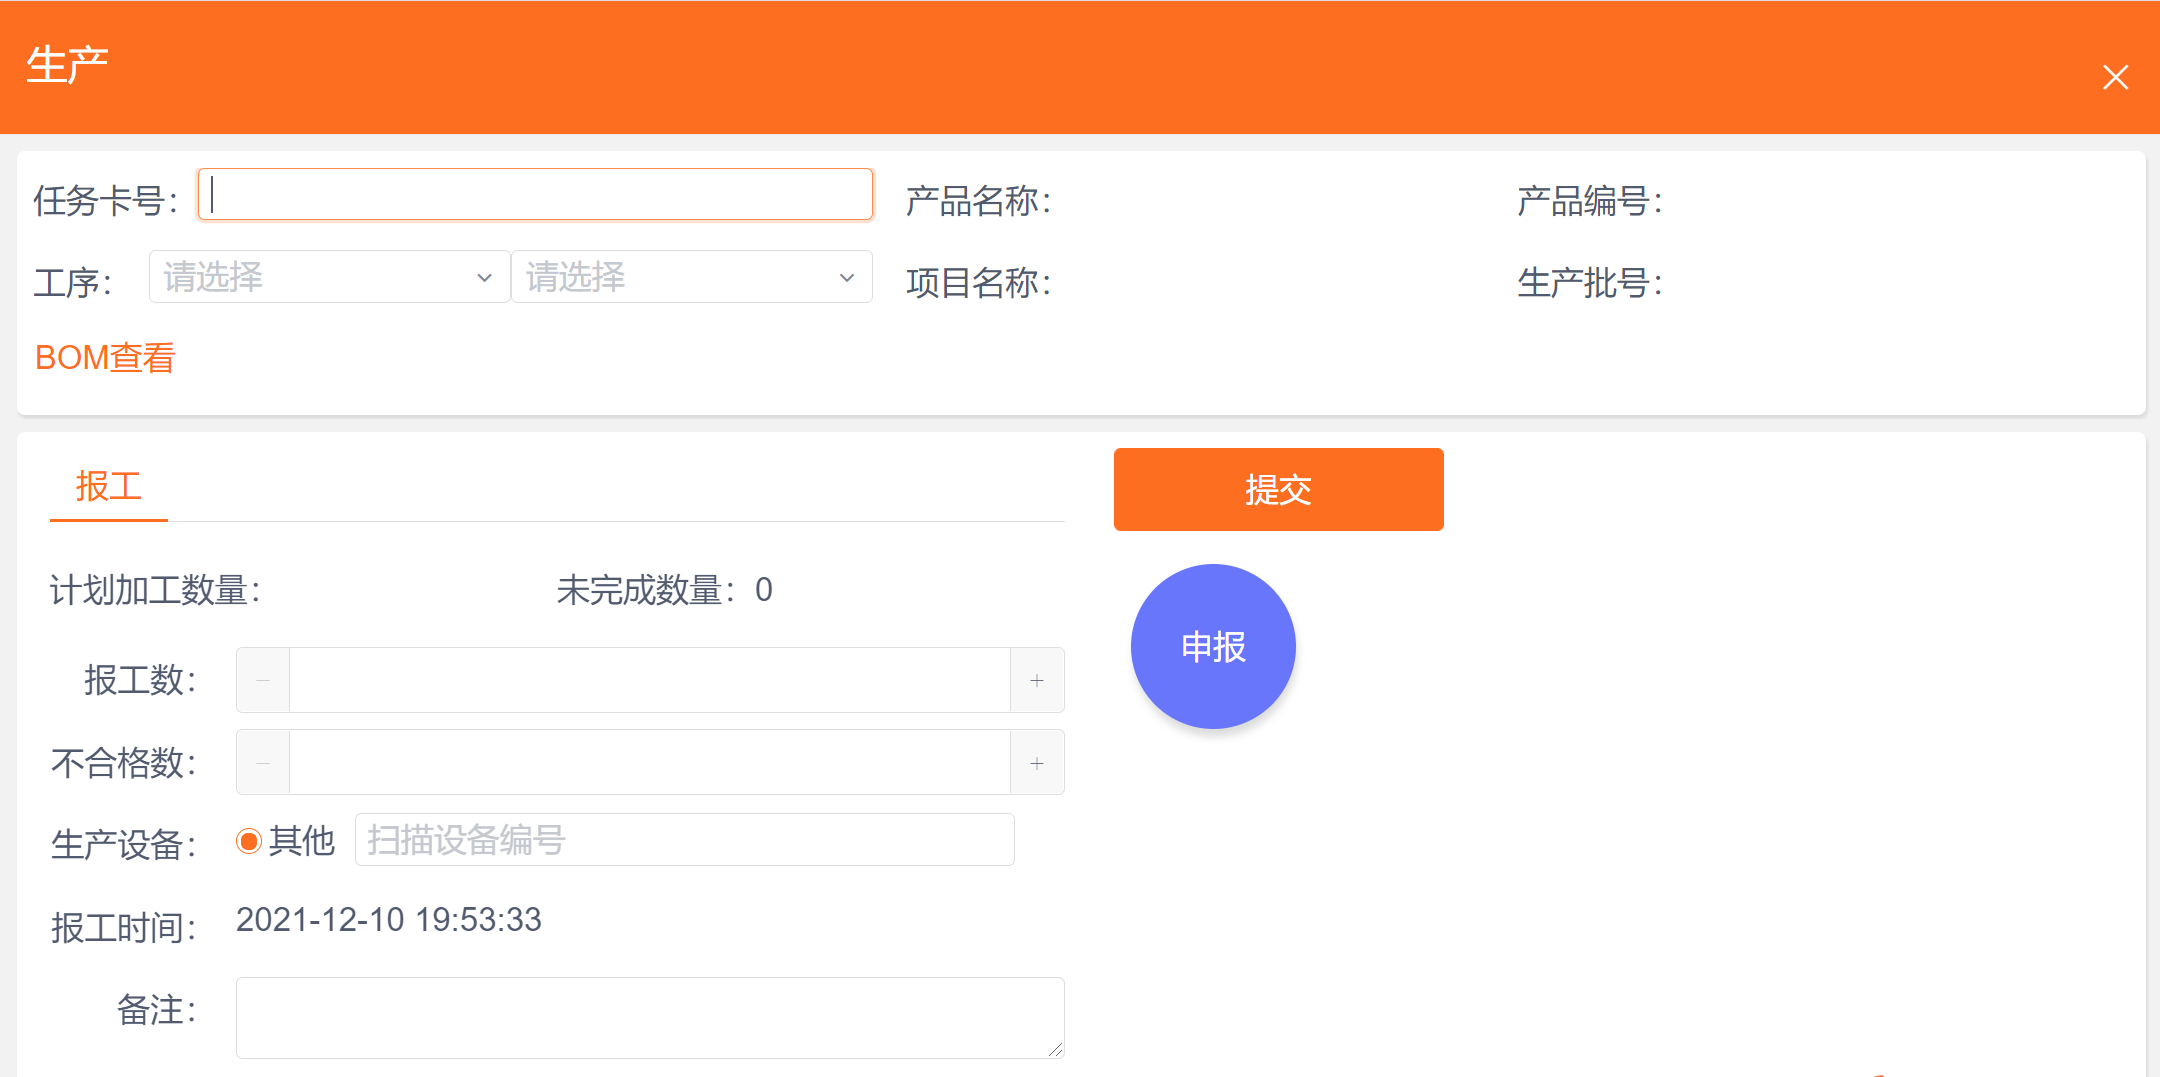 生产
任务卡号：
产品名称：
产品编号：
工序：
请选择
请选择
项目名称：
生产批号：
BOM查看
报工
提交
计划加工数量：
未完成数量：0
申报
报工数：
不合格数：
生产设备：
其他
扫描设备编号
报工时间：
2021-12-10 19:53:33
备注：